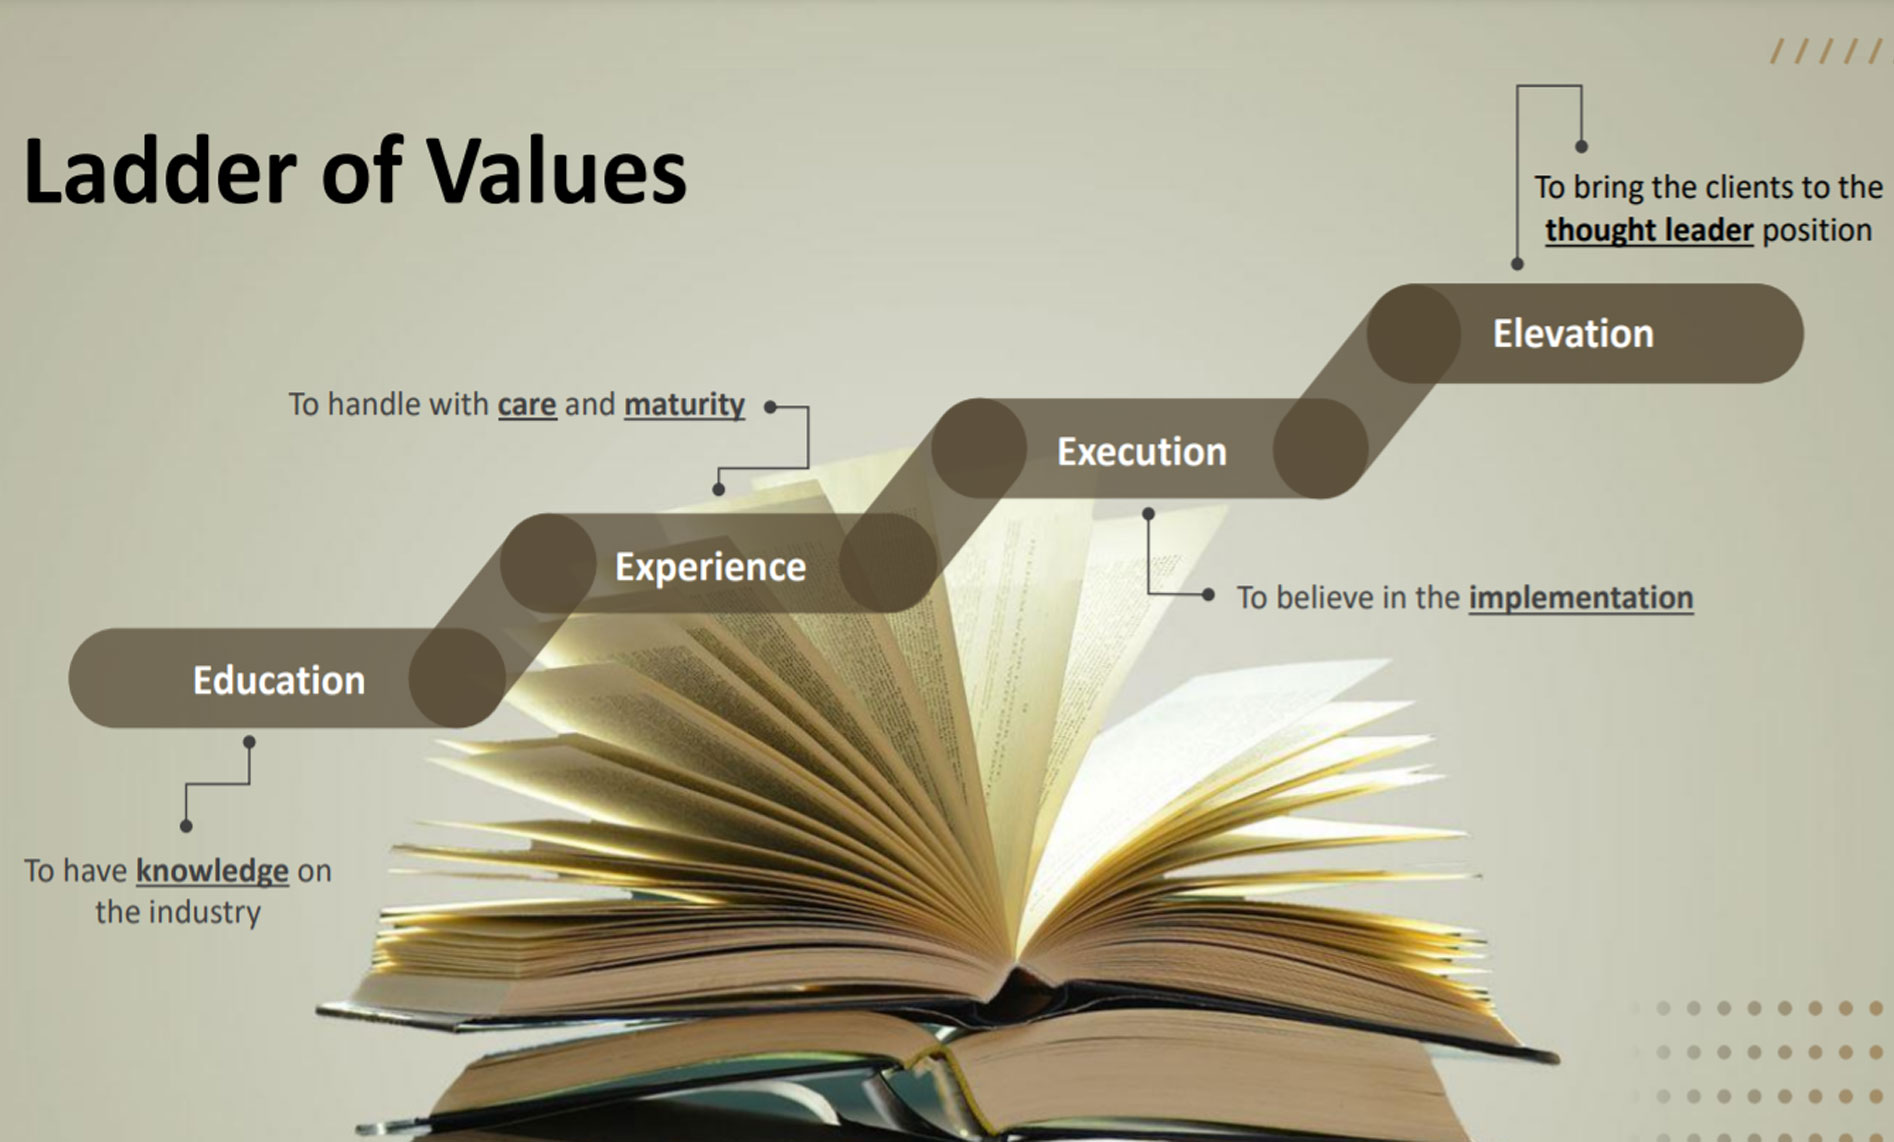 Ladder of Values
To bring the clients to the
thought leader position
Elevation
To handle with care and maturity
Execution
Experience
To believe in the implementation
Education
To have knowledge on
the industry